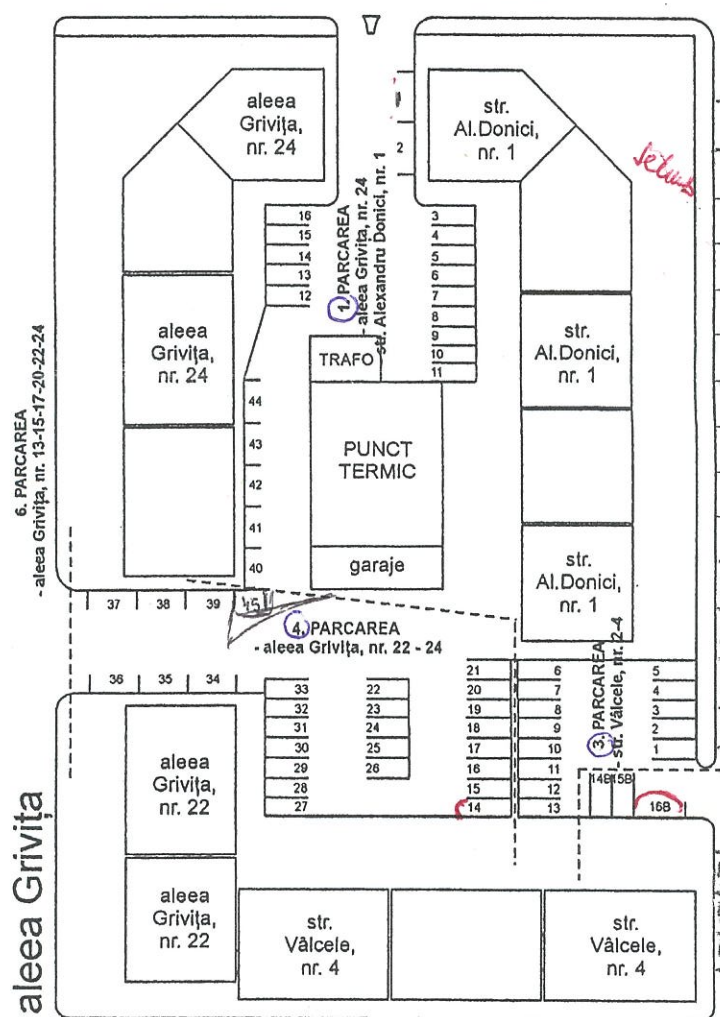 aleea
Grivița,
nr. 24
str.
Al.Donici,
nr. 1
1
2
16
15
14
13
12
1. PARCAREA
- aleea Grivița, nr. 24
str. Alexandru Donici, nr. 1
3
4
5
6
7
8
9
10
11
aleea
Grivița,
nr. 24
TRAFO
str.
Al.Donici,
nr. 1
6. PARCAREA
- aleea Grivița, nr. 13-15-17-20-22-24
44
43
42
41
40
PUNCT
TERMIC
garaje
str.
Al.Donici,
nr. 1
37
38
39
45
4. PARCAREA
- aleea Grivița, nr. 22 - 24
36
35
34
33
32
31
30
29
28
27
22
23
24
25
26
21
20
19
18
17
16
15
14
6
7
8
9
10
11
12
13
3. PARCAREA
- str. Vâlcele, nr. 2-4
5
4
3
2
1
14B
15B
16B
aleea
Grivița,
nr. 22
aleea
Grivița,
nr. 22
str.
Vâlcele,
nr. 4
str.
Vâlcele,
nr. 4
aleea Grivița